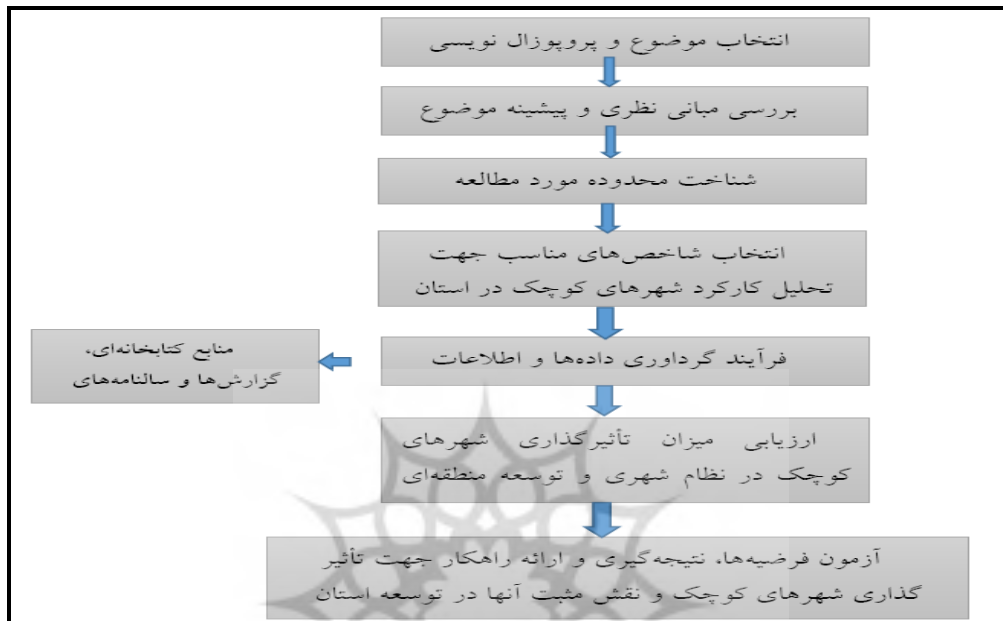 انتخاب موضوع و پروپوزال نویسی
بررسی مبانی نظری و پیشینه موضوع
شناخت محدوده مورد مطالعه
انتخاب شاخص‌های مناسب جهت
تحلیل کارکرد شهرهای کوچک در استان
فرآیند گرداوری داده‌ها و اطلاعات
منابع کتابخانه‌ای،
گزارش‌ها و سالنامه‌های
ارزیابی میزان تأثیرگذاری شهرهای
کوچک در نظام شهری و توسعه منطقه‌ای
آزمون فرضیه‌ها، نتیجه‌گیری و ارائه راهکار جهت تأثیر
گذاری شهرهای کوچک و نقش مثبت آنها در توسعه استان